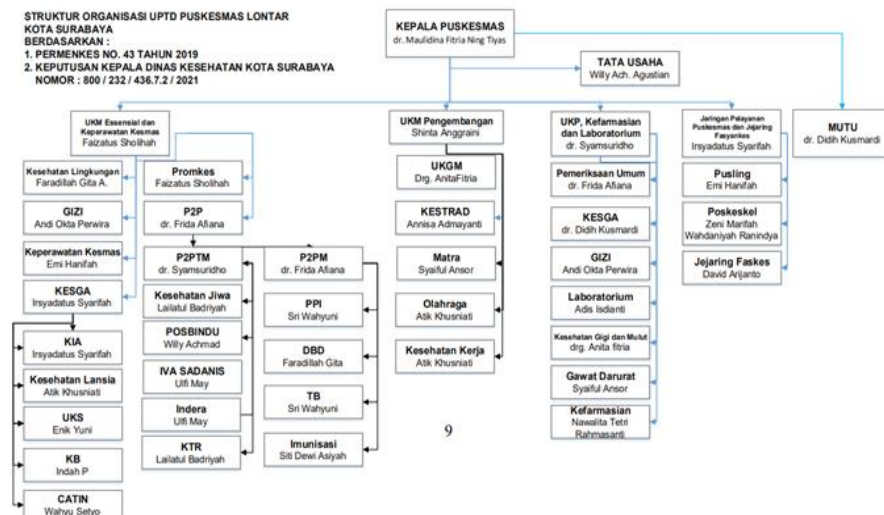 STRUKTUR ORGANISASI UPTD PUSKESMAS LONTAR
KOTA SURABAYA
BERDASARKAN :
1. PERMENKES NO. 43 TAHUN 2019
2. KEPUTUSAN KEPALA DINAS KESEHATAN KOTA SURABAYA
NOMOR : 800 / 232 / 436.7.2 / 2021
KEPALA PUSKESMAS
dr. Maulidina Fitria Ning Tiyas
TATA USAHA
Willy Ach. Agustian
UKM Essensial dan
Keperawatan Kesmas
Faizatus Sholihah
UKM Pengembangan
Shinta Anggraini
UKP, Kefarmasian
dan Laboratorium
dr. Syamsuridho
Jaringan Pelayanan
Puskesmas dan Jejaring
Fasyankes
Irsyadatus Syarifah
MUTU
dr. Didih Kusmardi
Kesehatan Lingkungan
Faradillah Gita A.
GIZI
Andi Okta Perwira
Keperawatan Kesmas
Emi Hanifah
KESGA
Irsyadatus Syarifah
KIA
Irsyadatus Syarifah
Kesehatan Lansia
Atik Khusniati
UKS
Enik Yuni
KB
Indah P
CATIN
Wahyu Setyo
Promkes
Faizatus Sholihah
P2P
dr. Frida Afiana
P2PTM
dr. Syamsuridho
Kesehatan Jiwa
Lailatul Badriyah
POSBINDU
Willy Achmad
IVA SADANIS
Ulfi May
Indera
Ulfi May
KTR
Lailatul Badriyah
P2PM
dr. Frida Afiana
PPI
Sri Wahyuni
DBD
Faradillah Gita
TB
Sri Wahyuni
Imunisasi
Siti Dewi Asiyah
UKGM
Drg. AnitaFitria
KESTRAD
Annisa Admayanti
Matra
Syaiful Ansor
Olahraga
Atik Khusniati
Kesehatan Kerja
Atik Khusniati
9
Pemeriksaan Umum
dr. Frida Afiana
KESGA
dr. Didih Kusmardi
GIZI
Andi Okta Perwira
Laboratorium
Adis Isdianti
Kesehatan Gigi dan Mulut
drg. Anita fitria
Gawat Darurat
Syaiful Ansor
Kefarmasian
Nawalita Tetri
Rahmasanti
Pusling
Emi Hanifah
Poskeskel
Zeni Marifah
Wahdaniyah Ranindya
Jejaring Faskes
David Arijanto